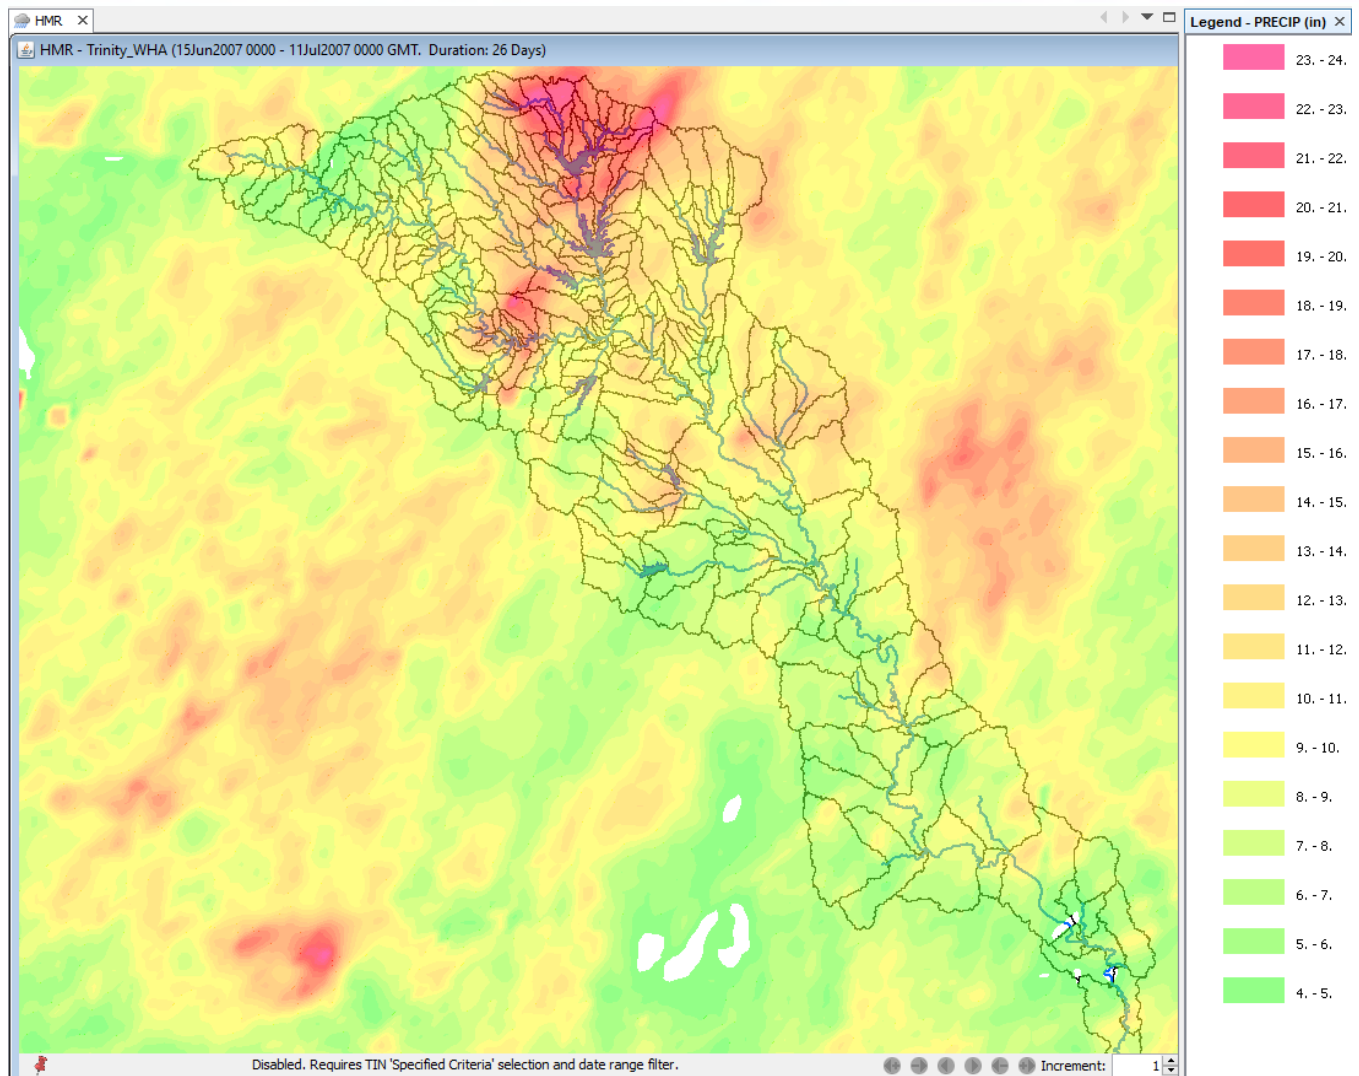 HMR
Legend - PRECIP (in)
HMR - Trinity_WHA (15Jun2007 0000 - 11Jul2007 0000 GMT.  Duration: 26 Days)
23. - 24.
22. - 23.
21. - 22.
20. - 21.
19. - 20.
18. - 19.
17. - 18.
16. - 17.
15. - 16.
14. - 15.
13. - 14.
12. - 13.
11. - 12.
10. - 11.
9. - 10.
8. - 9.
7. - 8.
6. - 7.
5. - 6.
4. - 5.
Disabled. Requires TIN 'Specified Criteria' selection and date range filter.
Increment: 1